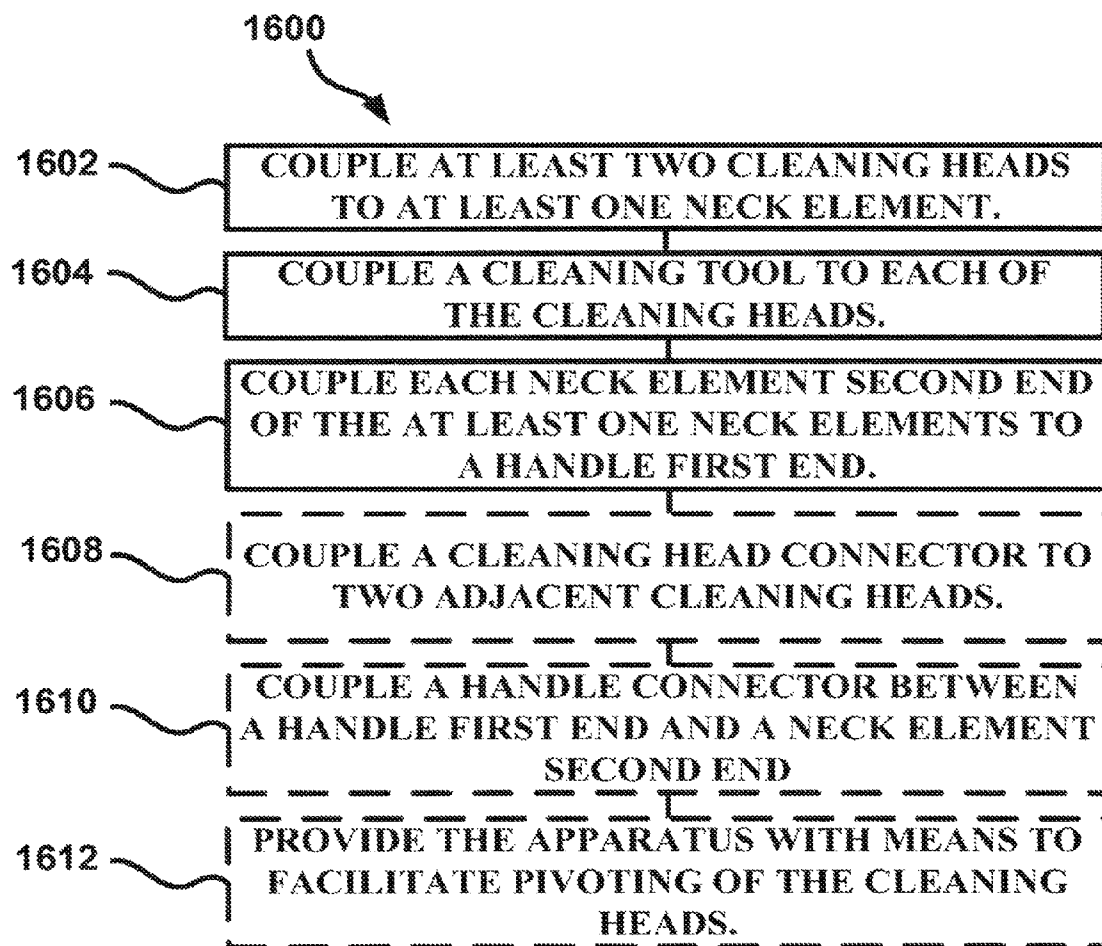 1600
1602
COUPLE AT LEAST TWO CLEANING HEADS
TO AT LEAST ONE NECK ELEMENT.
1604
COUPLE A CLEANING TOOL TO EACH OF
THE CLEANING HEADS.
1606
COUPLE EACH NECK ELEMENT SECOND END
OF THE AT LEAST ONE NECK ELEMENTS TO
A HANDLE FIRST END.
1608
COUPLE A CLEANING HEAD CONNECTOR TO
TWO ADJACENT CLEANING HEADS.
1610
COUPLE A HANDLE CONNECTOR BETWEEN
A HANDLE FIRST END AND A NECK ELEMENT
SECOND END
1612
PROVIDE THE APPARATUS WITH MEANS TO
FACILITATE PIVOTING OF THE CLEANING
HEADS.